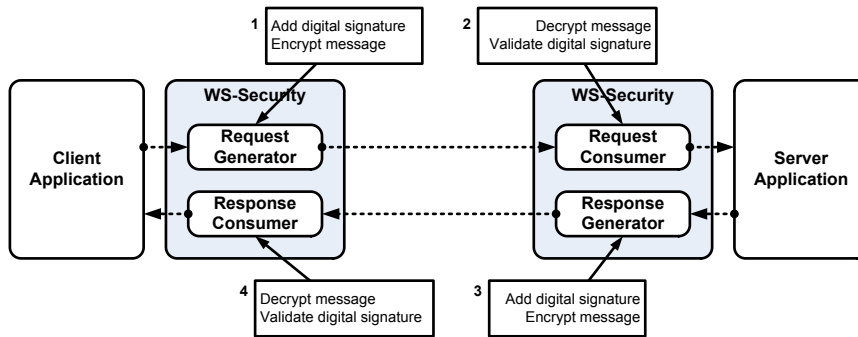 1
Add digital signature
Encrypt message
2
Decrypt message
Validate digital signature
Client
Application
WS-Security
Request
Generator
Response
Consumer
WS-Security
Request
Consumer
Response
Generator
Server
Application
4
Decrypt message
Validate digital signature
3
Add digital signature
Encrypt message